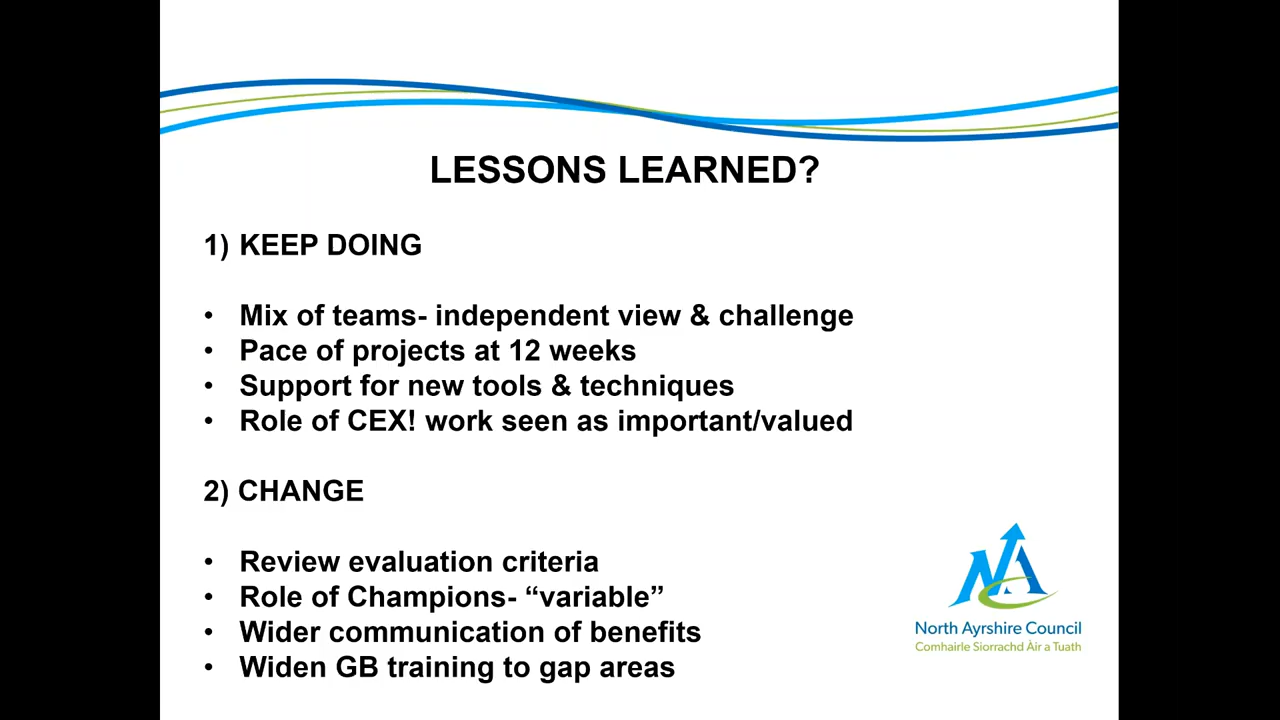 LESSONS LEARNED?
1) KEEP DOING
• Mix of teams- independent view & challenge
• Pace of projects at 12 weeks
• Support for new tools & techniques
• Role of CEX! work seen as important/valued
2) CHANGE
• Review evaluation criteria
• Role of Champions- “variable”
• Wider communication of benefits
• Widen GB training to gap areas
NA
North Ayrshire Council
Comhairle Siorrachd Àir a Tuath